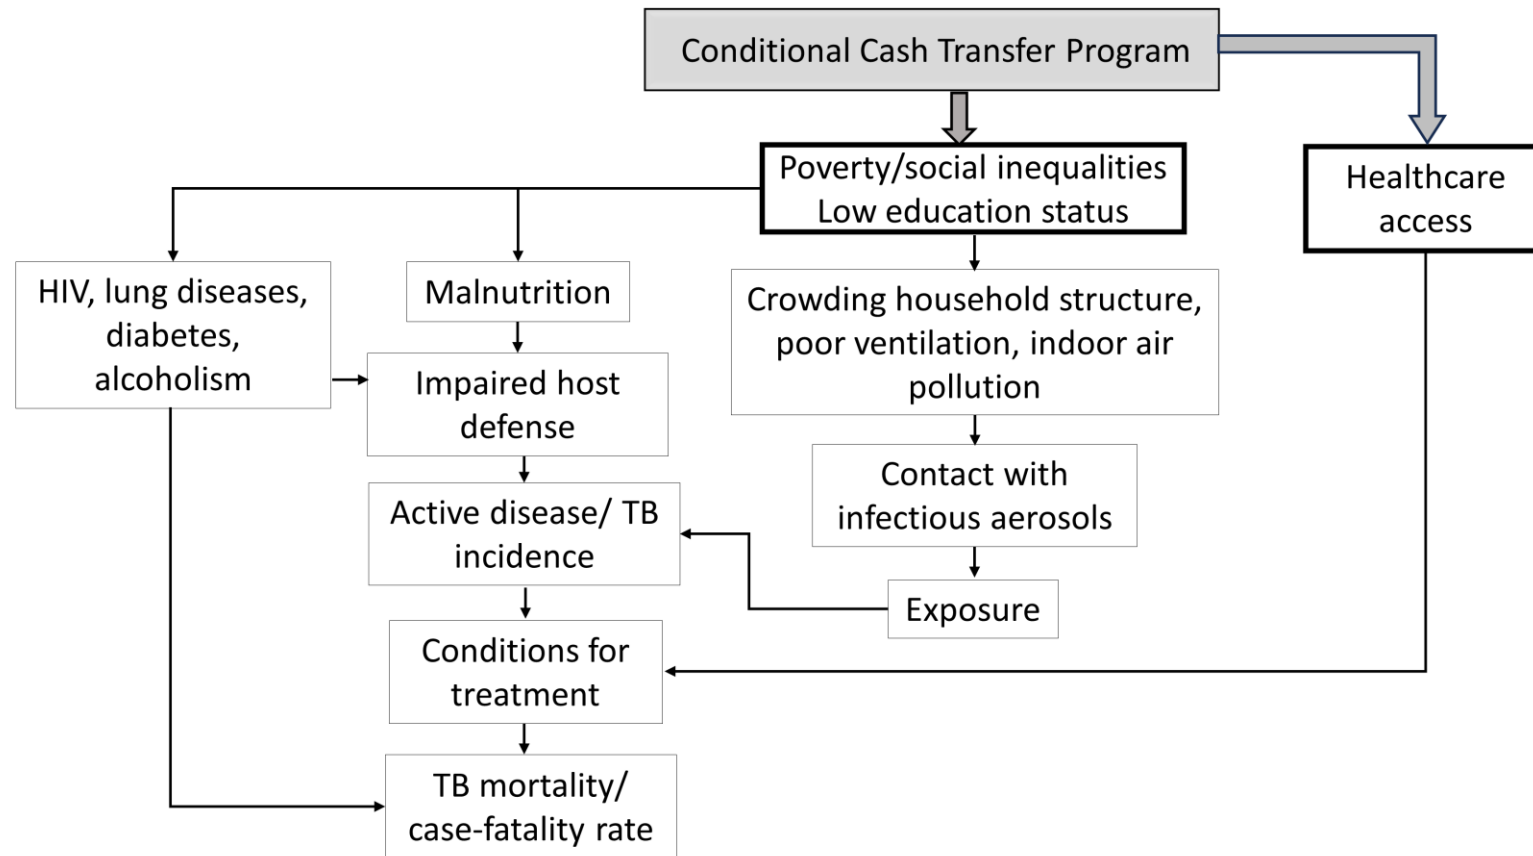 Conditional Cash Transfer Program
Poverty/social inequalities
Low education status
Healthcare
access
HIV, lung diseases,
diabetes,
alcoholism
Malnutrition
Crowding household structure,
poor ventilation, indoor air
pollution
Impaired host
defense
Contact with
infectious aerosols
Active disease/ TB
incidence
Exposure
Conditions for
treatment
TB mortality/
case-fatality rate